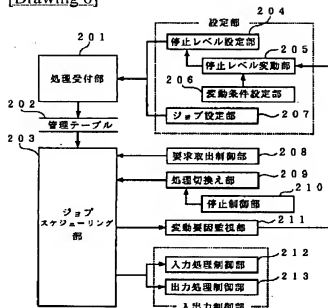 [Drawing 6]
設定部
204
停止レベル設定部
205
停止レベル変動部
206
変動条件設定部
ジョブ設定部
207
201
処理受付部
202
管理テーブル
203
ジョブ
スケジューリング
部
要求取出制御部
208
処理切換え部
209
210
停止制御部
変動要因監視部
211
入力処理制御部
212
出力処理制御部
213
入出力制御部